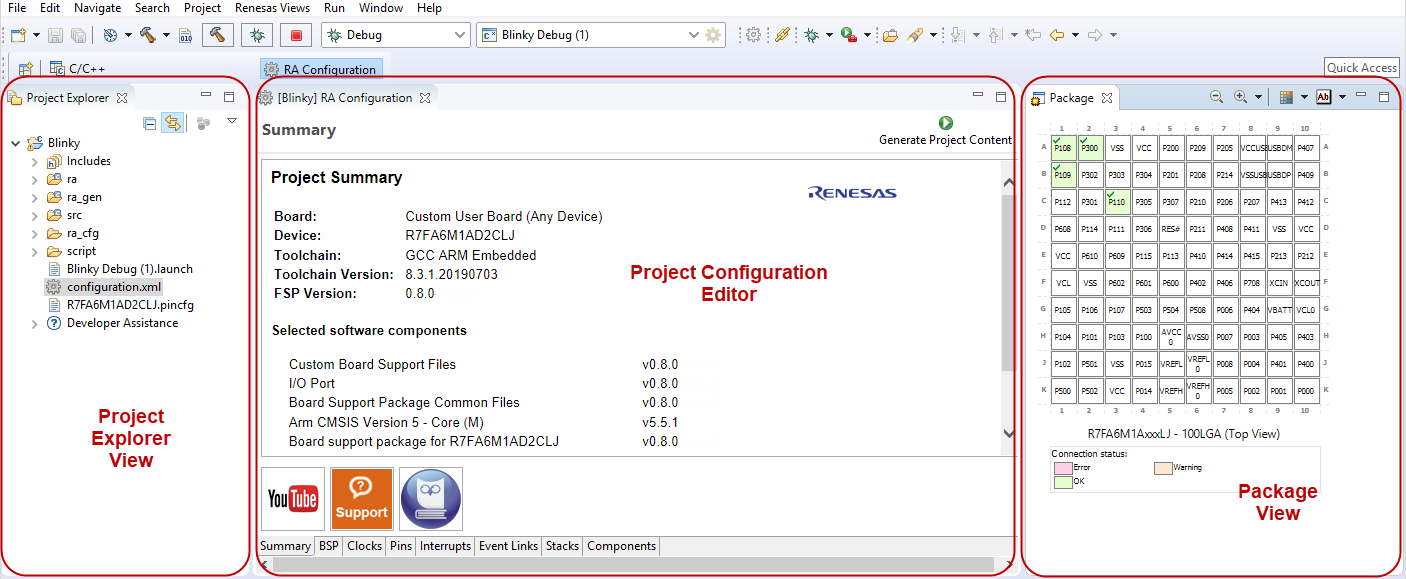 File Edit Navigate Search Project Renesas Views Run Window Help
Debug Blinky Debug (1)
C/C++ RA Configuration Quick Access
Project Explorer
Blinky
Includes
ra
ra_gen
src
ra_cfg
script
Blinky Debug (1).launch
configuration.xml
R7FA6M1AD2CLJ.pincfg
Developer Assistance
Project
Explorer
View
[Blinky] RA Configuration
Summary
Generate Project Content
Project Summary
RENESAS
Board: Custom User Board (Any Device)
Device: R7FA6M1AD2CLJ
Toolchain: GCC ARM Embedded
Toolchain Version: 8.3.1.20190703
FSP Version: 0.8.0
Project Configuration
Editor
Selected software components
Custom Board Support Files v0.8.0
I/O Port v0.8.0
Board Support Package Common Files v0.8.0
Arm CMSIS Version 5 - Core (M) v5.5.1
Board support package for R7FA6M1AD2CLJ v0.8.0
YouTube
Support
Summary BSP Clocks Pins Interrupts Event Links Stacks Components
Package
Ab
1 2 3 4 5 6 7 8 9 10
A P108 P300 VSS VCC P200 P209 P205 VCCUSB USBDM P407 A
B P109 P302 P303 P304 P201 P208 P214 VSSUSB USBDP P409 B
C P112 P301 P110 P305 P307 P210 P206 P207 P413 P412 C
D P608 P114 P111 P306 RES# P211 P408 P411 VSS VCC D
E VCC P610 P609 P115 P113 P410 P414 P415 P213 P212 E
F VCL VSS P602 P601 P600 P402 P406 P708 XCIN XCOUT F
G P105 P106 P107 P503 P504 P508 P006 P404 VBATT VCL0 G
H P104 P101 P103 P100 AVCC0 AVSS0 P007 P003 P405 P403 H
J P102 P501 VSS P015 VREFL VREFL0 P008 P004 P401 P400 J
K P500 P502 VCC P014 VREFH VREFH0 P005 P002 P001 P000 K
1 2 3 4 5 6 7 8 9 10
R7FA6M1AxxxLJ - 100LGA (Top View)
Connection status:
Error Warning
OK
Package
View